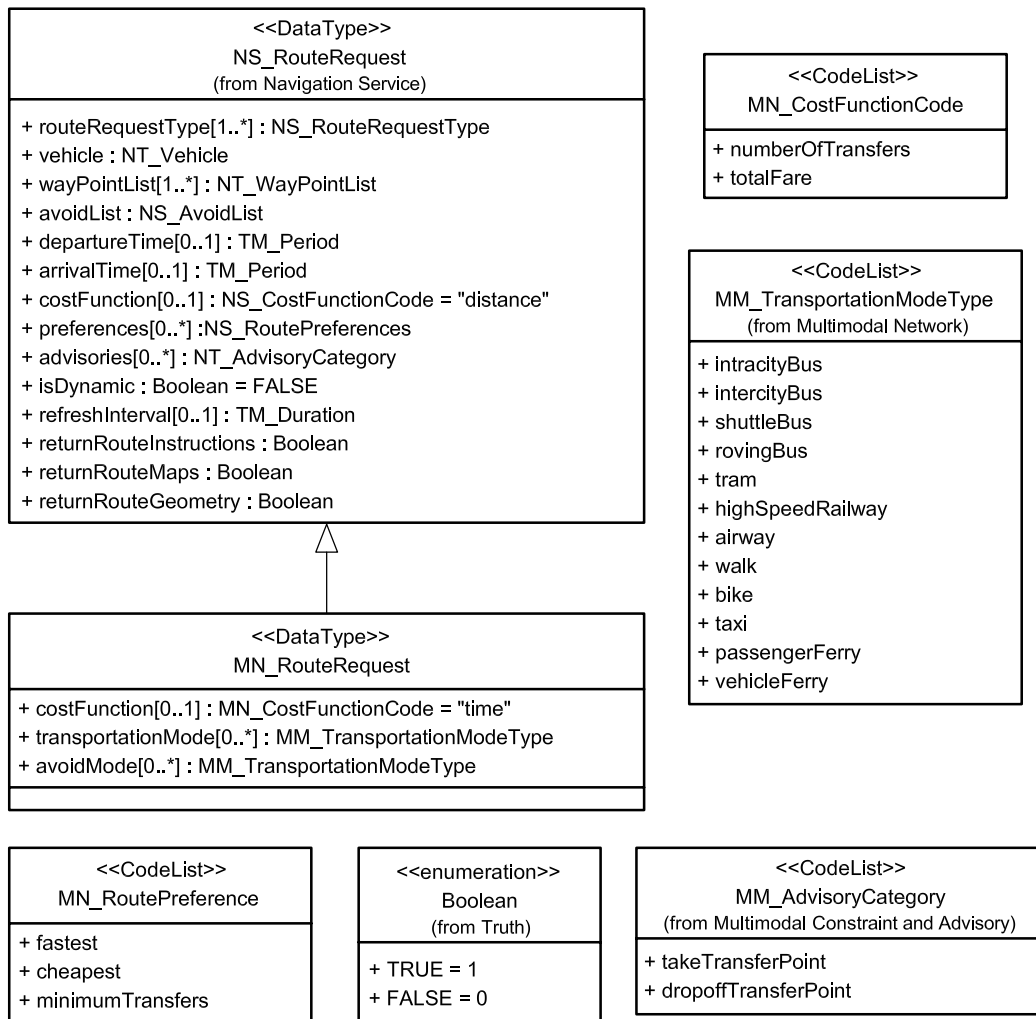 <<DataType>>
NS_RouteRequest
(from Navigation Service)
+ routeRequestType[1..*] : NS_RouteRequestType
+ vehicle : NT_Vehicle
+ wayPointList[1..*] : NT_WayPointList
+ avoidList : NS_AvoidList
+ departureTime[0..1] : TM_Period
+ arrivalTime[0..1] : TM_Period
+ costFunction[0..1] : NS_CostFunctionCode = "distance"
+ preferences[0..*] :NS_RoutePreferences
+ advisories[0..*] : NT_AdvisoryCategory
+ isDynamic : Boolean = FALSE
+ refreshInterval[0..1] : TM_Duration
+ returnRouteInstructions : Boolean
+ returnRouteMaps : Boolean
+ returnRouteGeometry : Boolean
<<CodeList>>
MN_CostFunctionCode
+ numberOfTransfers
+ totalFare
<<CodeList>>
MM_TransportationModeType
(from Multimodal Network)
+ intracityBus
+ intercityBus
+ shuttleBus
+ rovingBus
+ tram
+ highSpeedRailway
+ airway
+ walk
+ bike
+ taxi
+ passengerFerry
+ vehicleFerry
<<DataType>>
MN_RouteRequest
+ costFunction[0..1] : MN_CostFunctionCode = "time"
+ transportationMode[0..*] : MM_TransportationModeType
+ avoidMode[0..*] : MM_TransportationModeType
<<CodeList>>
MN_RoutePreference
+ fastest
+ cheapest
+ minimumTransfers
<<enumeration>>
Boolean
(from Truth)
+ TRUE = 1
+ FALSE = 0
<<CodeList>>
MM_AdvisoryCategory
(from Multimodal Constraint and Advisory)
+ takeTransferPoint
+ dropoffTransferPoint